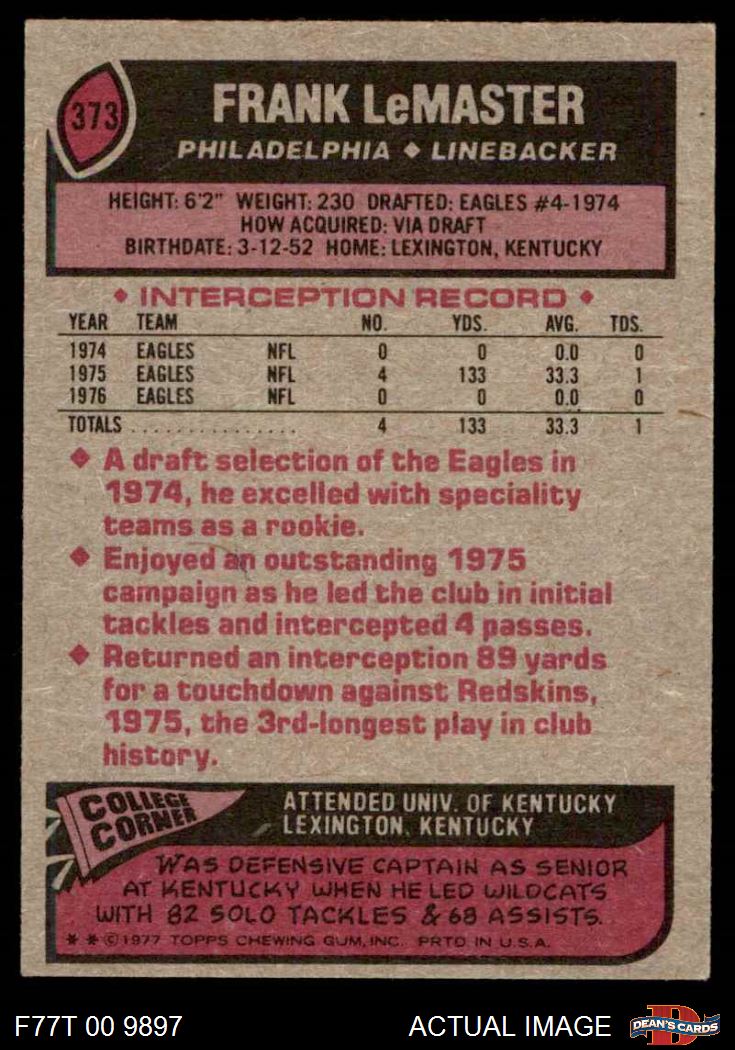 373
FRANK LeMASTER
PHILADELPHIA ◆ LINEBACKER
HEIGHT: 6'2" WEIGHT: 230 DRAFTED: EAGLES #4-1974
HOW ACQUIRED: VIA DRAFT
BIRTHDATE: 3-12-52 HOME: LEXINGTON, KENTUCKY
◆ INTERCEPTION RECORD ◆
YEAR TEAM NO. YDS. AVG. TDS.
1974 EAGLES NFL 0 0 0.0 0
1975 EAGLES NFL 4 133 33.3 1
1976 EAGLES NFL 0 0 0.0 0
TOTALS . . . . . . . . . . . . . . . 4 133 33.3 1
◆ A draft selection of the Eagles in
1974, he excelled with speciality
teams as a rookie.
◆ Enjoyed an outstanding 1975
campaign as he led the club in initial
tackles and intercepted 4 passes.
◆ Returned an interception 89 yards
for a touchdown against Redskins,
1975, the 3rd-longest play in club
history.
COLLEGE
CORNER
ATTENDED UNIV. OF KENTUCKY
LEXINGTON, KENTUCKY
WAS DEFENSIVE CAPTAIN AS SENIOR
AT KENTUCKY WHEN HE LED WILDCATS
WITH 82 SOLO TACKLES & 68 ASSISTS.
* * © 1977 TOPPS CHEWING GUM, INC. PRTD IN U.S.A.
F77T 00 9897 ACTUAL IMAGE
D
DEAN'S CARDS